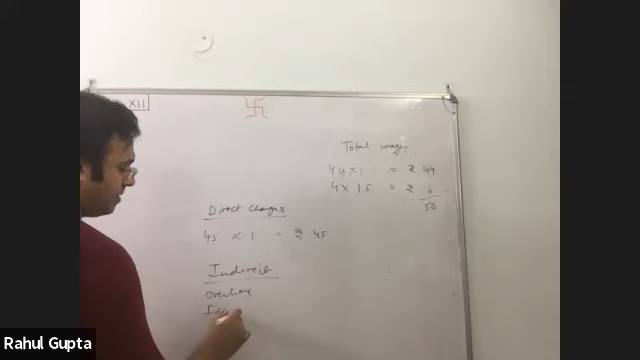 XII
Total wages
44 x 1 = ₹ 44
4 x 1.5 = ₹ 6
50
Direct Charges
45 x 1 = ₹ 45
Indirect
Overtime
Rahul Gupta